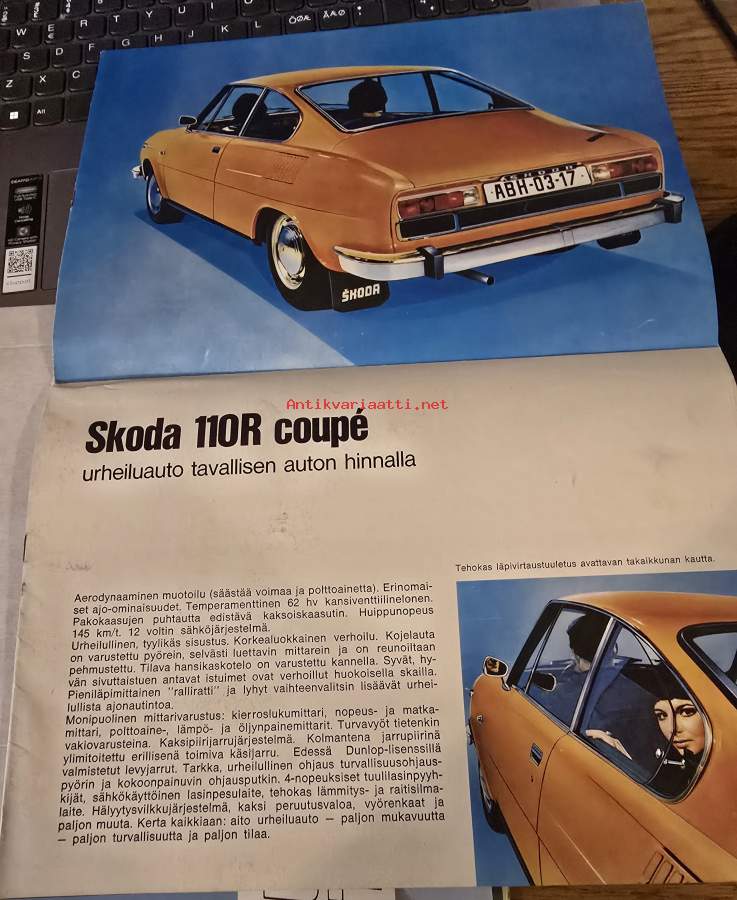 SKODA
ABH-03-17
ŠKODA
Antikvariaatti.net
Skoda 110R coupé
urheiluauto tavallisen auton hinnalla
Tehokas läpivirtaustuuletus avattavan takaikkunan kautta.
Aerodynaaminen muotoilu (säästää voimaa ja polttoainetta). Erinomai-
set ajo-ominaisuudet. Temperamenttinen 62 hv kansiventtiilinelonen.
Pakokaasujen puhtautta edistävä kaksoiskaasutin. Huippunopeus
145 km/t. 12 voltin sähköjärjestelmä.
Urheilullinen, tyylikäs sisustus. Korkealuokkainen verhoilu. Kojelauta
on varustettu pyörein, selvästi luettavin mittarein ja on reunoiltaan
pehmustettu. Tilava hansikaskotelo on varustettu kannella. Syvät, hy-
vän sivuttaistuen antavat istuimet ovat verhoillut huokoisella skailla.
Pieniläpimittainen "ralliratti" ja lyhyt vaihteenvalitsin lisäävät urhei-
lullista ajonautintoa.
Monipuolinen mittarivarustus: kierroslukumittari, nopeus- ja matka-
mittari, polttoaine-, lämpö- ja öljynpainemittarit. Turvavyöt tietenkin
vakiovarusteina. Kaksipiirijarrujärjestelmä. Kolmantena jarrupiirinä
ylimitoitettu erillisenä toimiva käsijarru. Edessä Dunlop-lisenssillä
valmistetut levyjarrut. Tarkka, urheilullinen ohjaus turvallisuusohjaus-
pyörin ja kokoonpainuvin ohjausputkin. 4-nopeuksiset tuulilasinpyyh-
kijät, sähkökäyttöinen lasinpesulaite, tehokas lämmitys- ja raitisilma-
laite. Hälyytysvilkkujärjestelmä, kaksi peruutusvaloa, vyörenkaat ja
paljon muuta. Kerta kaikkiaan: aito urheiluauto — paljon mukavuutta
— paljon turvallisuutta ja paljon tilaa.